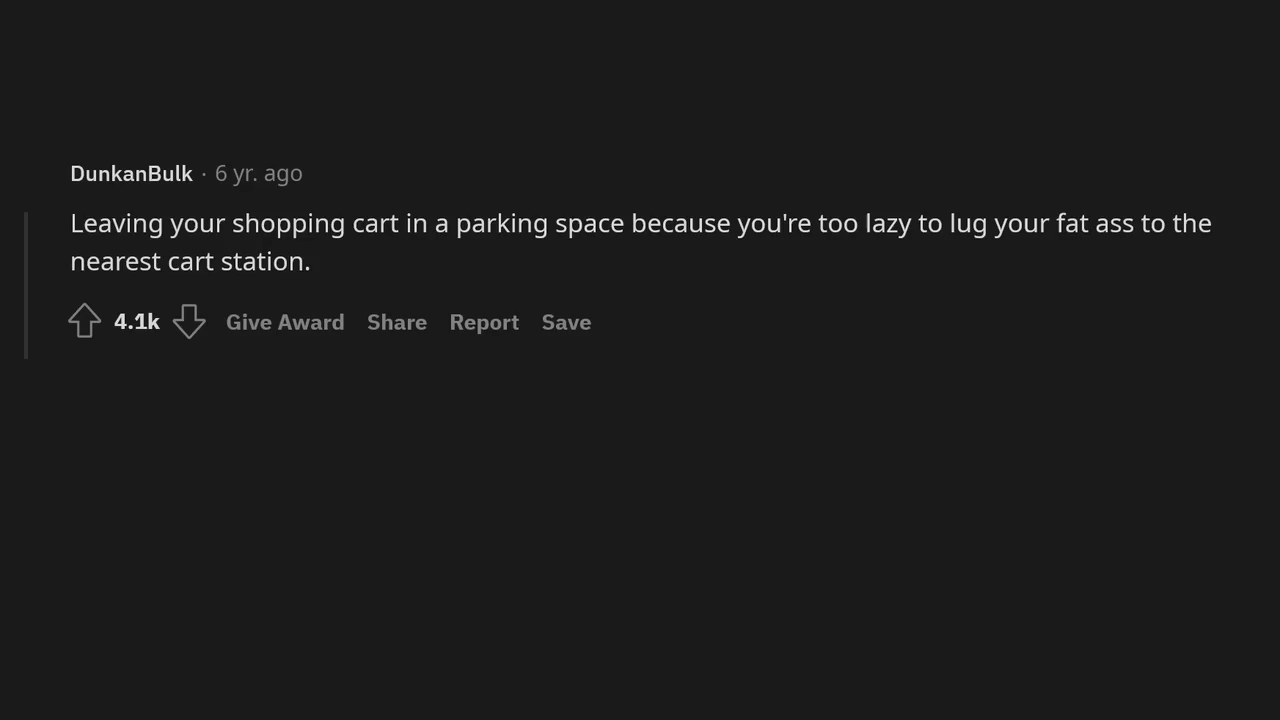 DunkanBulk · 6 yr. ago
Leaving your shopping cart in a parking space because you're too lazy to lug your fat ass to the
nearest cart station.
4.1k Give Award Share Report Save